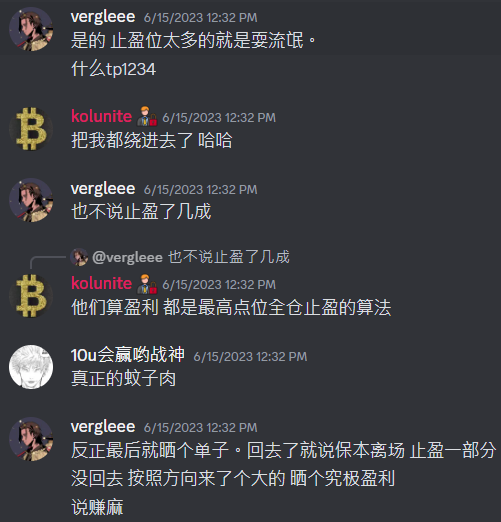 vergleee 6/15/2023 12:32 PM
是的 止盈位太多的就是耍流氓。
什么tp1234
kolunite 6/15/2023 12:32 PM
把我都绕进去了 哈哈
vergleee 6/15/2023 12:32 PM
也不说止盈了几成
@vergleee 也不说止盈了几成
kolunite 6/15/2023 12:32 PM
他们算盈利 都是最高点位全仓止盈的算法
10u会赢哟战神 6/15/2023 12:32 PM
真正的蚊子肉
vergleee 6/15/2023 12:32 PM
反正最后就晒个单子。回去了就说保本离场 止盈一部分
没回去 按照方向来了个大的 晒个究极盈利
说赚麻